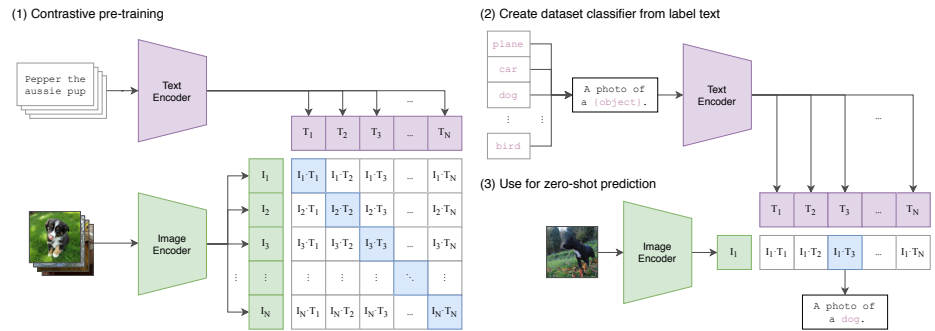 (1) Contrastive pre-training
Pepper the
aussie pup
Text
Encoder
...
T1 T2 T3 ... TN
Image
Encoder
I1 I1·T1 I1·T2 I1·T3 ... I1·TN
I2 I2·T1 I2·T2 I2·T3 ... I2·TN
I3 I3·T1 I3·T2 I3·T3 ... I3·TN
⋮ ⋮ ⋮ ⋮ ⋮ ⋱ ⋮
IN IN·T1 IN·T2 IN·T3 ... IN·TN
(2) Create dataset classifier from label text
plane
car
dog
⋮ ⋮
bird
A photo of
a {object}.
Text
Encoder
...
(3) Use for zero-shot prediction
T1 T2 T3 ... TN
Image
Encoder
I1 I1·T1 I1·T2 I1·T3 ... I1·TN
A photo of
a dog.